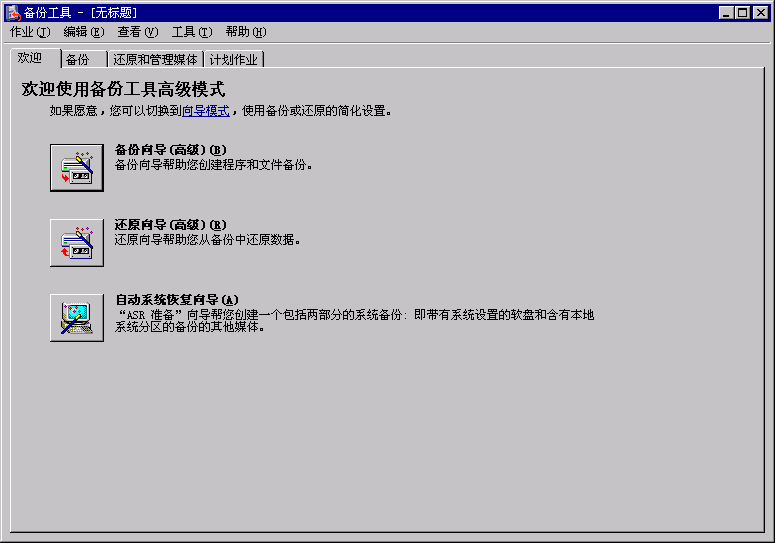 备份工具 - [无标题]
作业(J) 编辑(E) 查看(V) 工具(T) 帮助(H)
欢迎 备份 还原和管理媒体 计划作业
欢迎使用备份工具高级模式
如果愿意，您可以切换到向导模式，使用备份或还原的简化设置。
备份向导(高级)(B)
备份向导帮助您创建程序和文件备份。
还原向导(高级)(R)
还原向导帮助您从备份中还原数据。
自动系统恢复向导(A)
“ASR 准备”向导帮您创建一个包括两部分的系统备份: 即带有系统设置的软盘和含有本地
系统分区的备份的其他媒体。